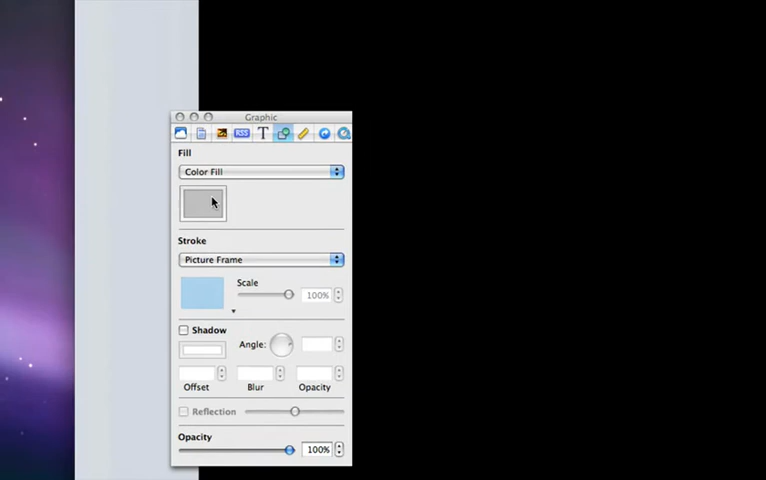 Graphic
RSS T
Fill
Color Fill
Stroke
Picture Frame
Scale
100%
Shadow
Angle:
Offset Blur Opacity
Reflection
Opacity
100%